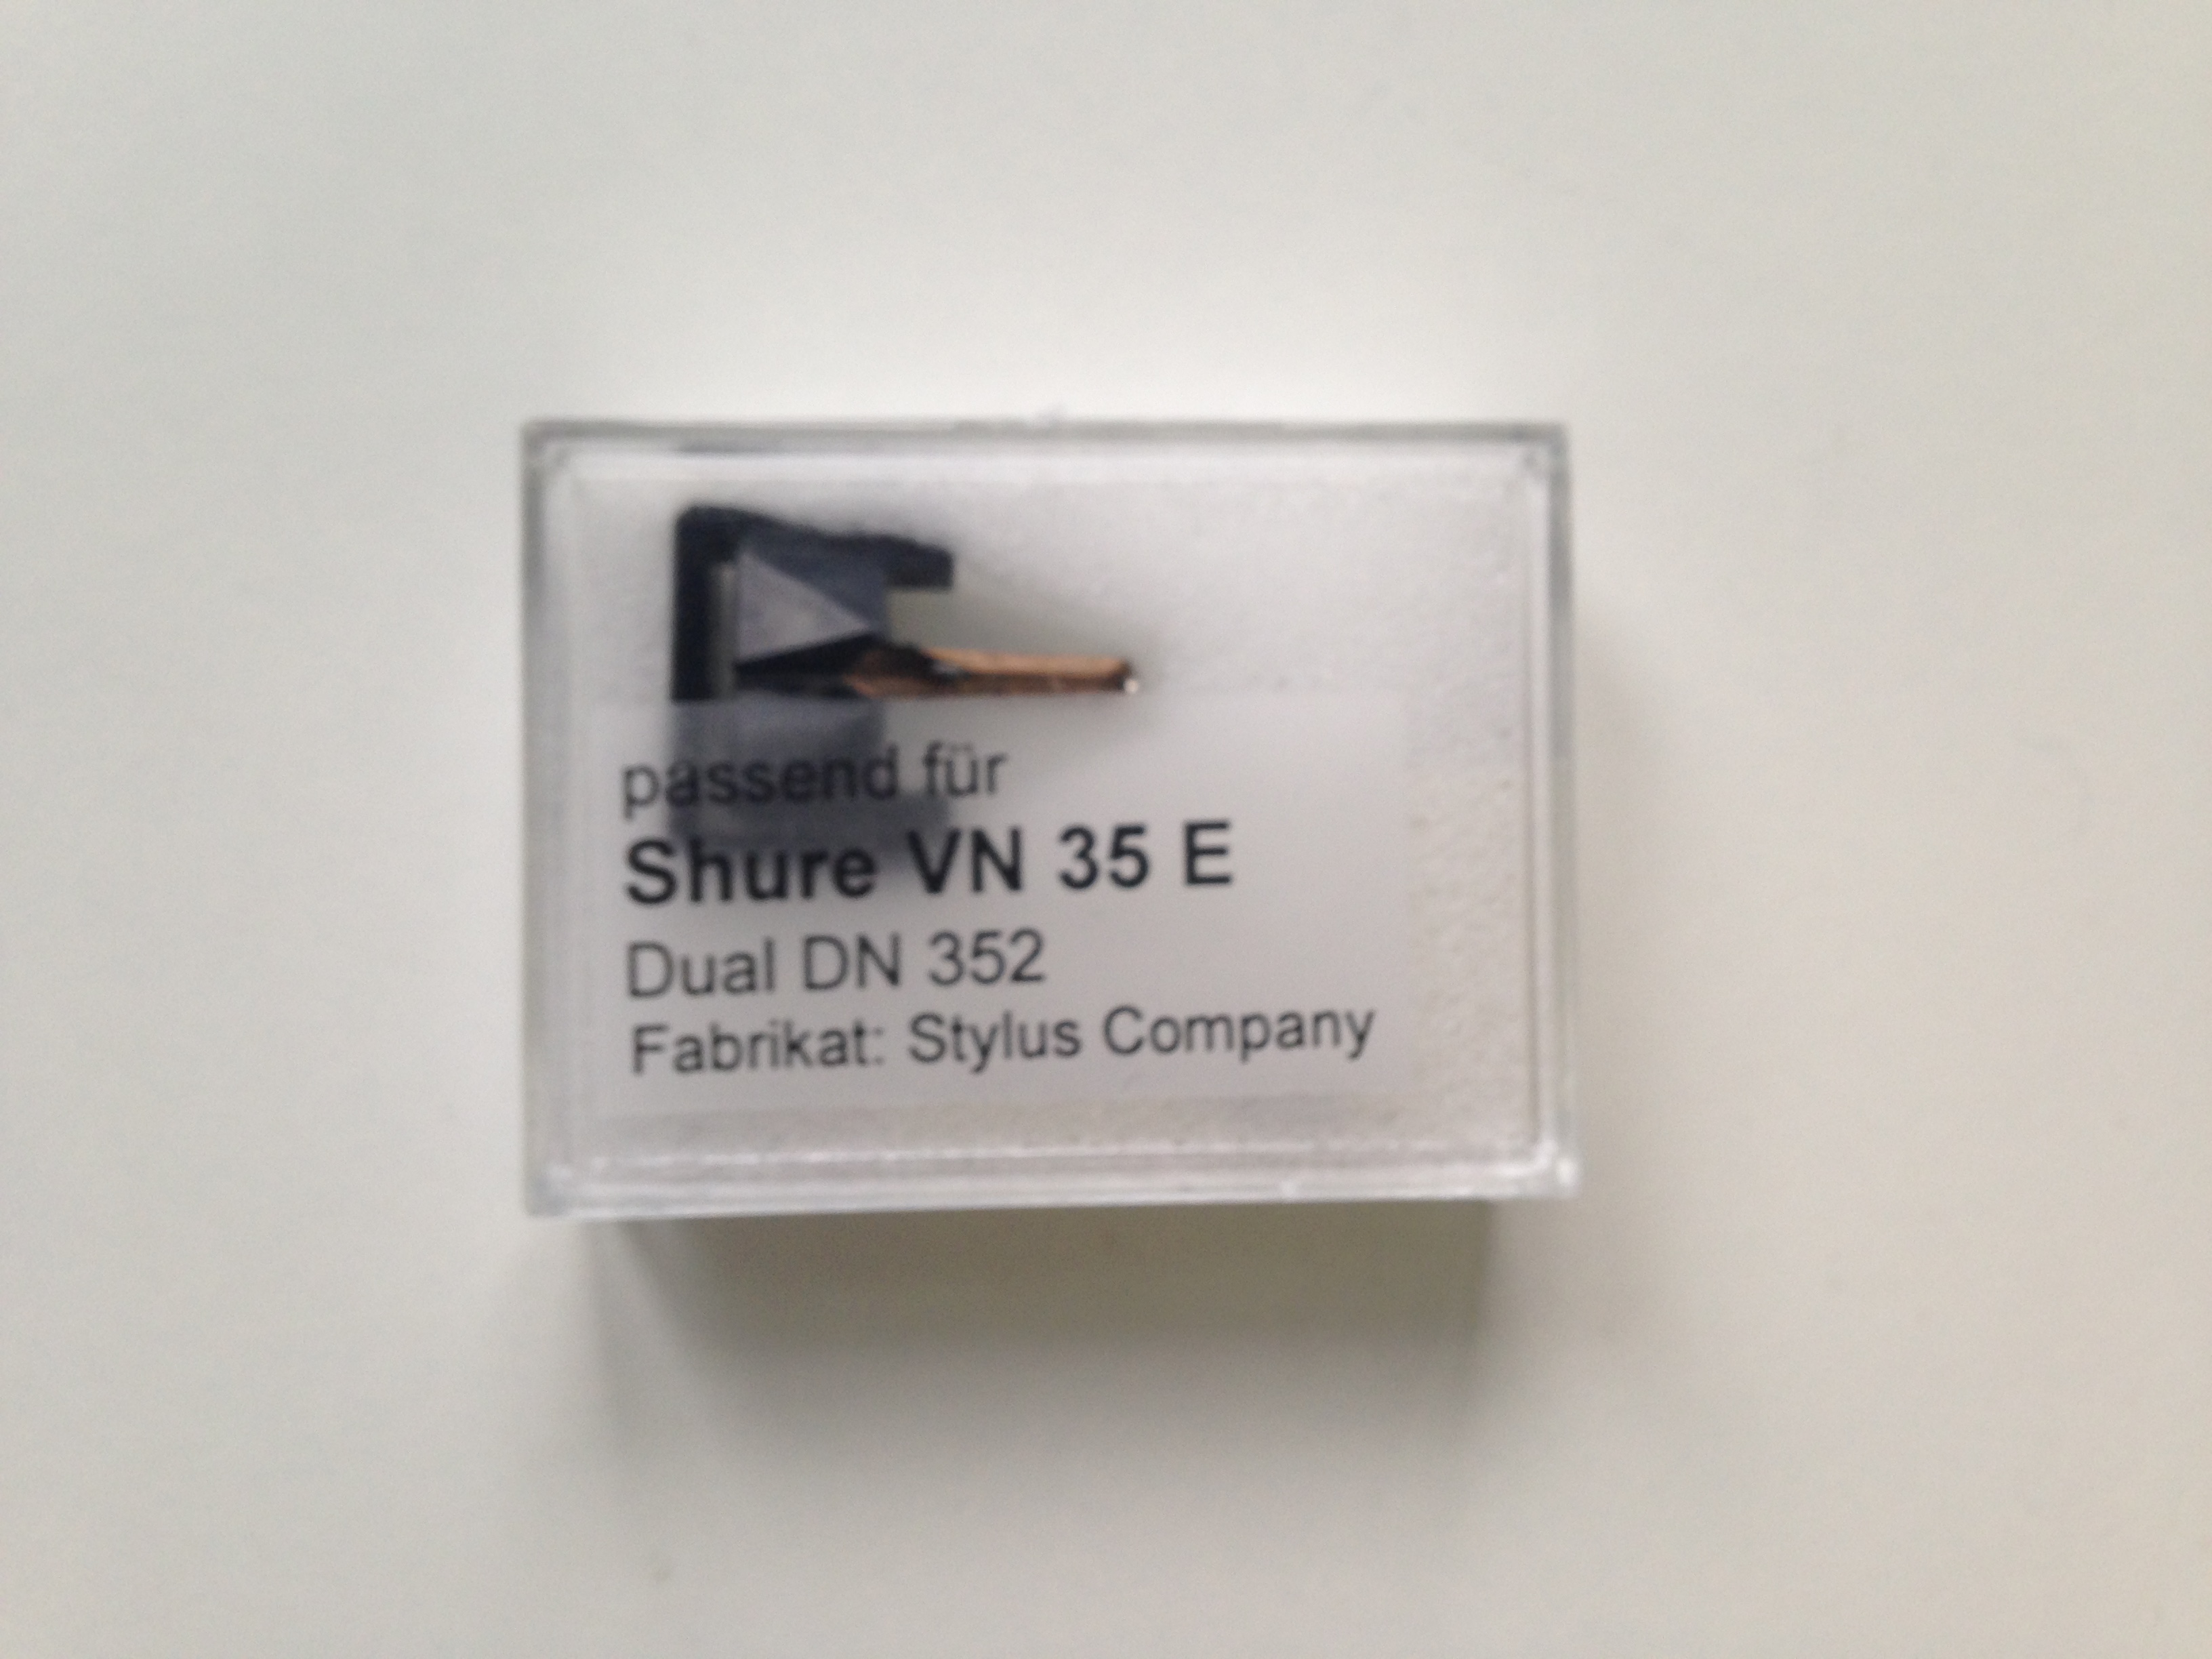 passend für
Shure VN 35 E
Dual DN 352
Fabrikat: Stylus Company